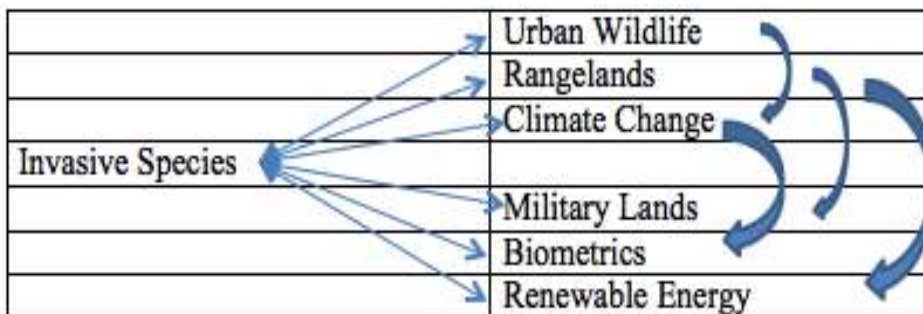 Urban Wildlife
Rangelands
Climate Change
Invasive Species
Military Lands
Biometrics
Renewable Energy